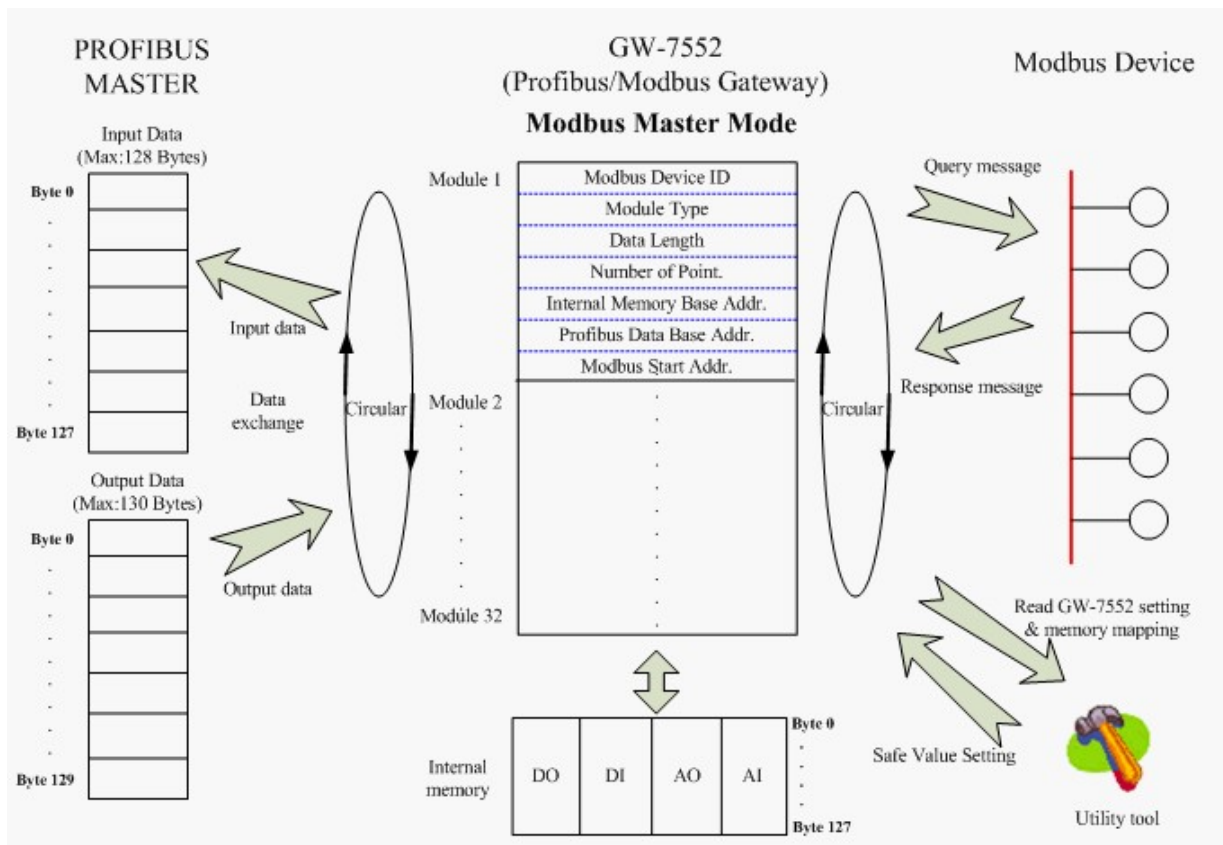 PROFIBUS
MASTER
Input Data
(Max:128 Bytes)
Byte 0
Byte 127
Output Data
(Max:130 Bytes)
Byte 0
Byte 129
Input data
Data
exchange
Output data
Circular
GW-7552
(Profibus/Modbus Gateway)
Modbus Master Mode
Module 1
Modbus Device ID
Module Type
Data Length
Number of Point.
Internal Memory Base Addr.
Profibus Data Base Addr.
Modbus Start Addr.
Module 2
Module 32
Internal
memory
DO
DI
AO
AI
Byte 0
Byte 127
Circular
Modbus Device
Query message
Response message
Read GW-7552 setting
& memory mapping
Safe Value Setting
Utility tool